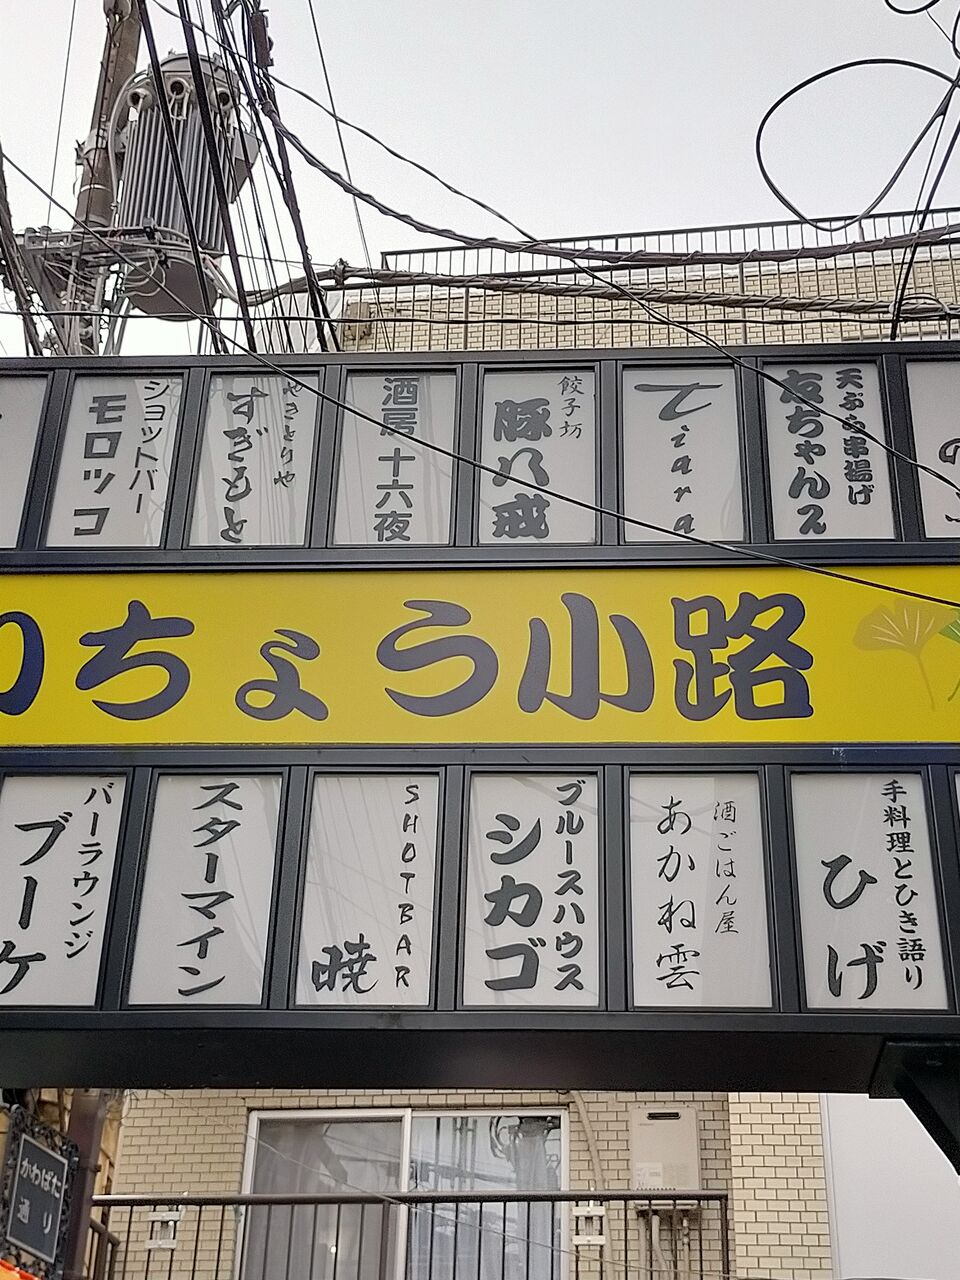 ショットバー
モロッコ
やきとりや
すぎもと
酒房十六夜
餃子坊
豚八戒
tiara
天ぷら串揚げ
友ちゃん
の
いちょう小路
バーラウンジ
ブーケ
スターマイン
SHOT BAR
暁
ブルースハウス
シカゴ
酒ごはん屋
あかね雲
手料理とひき語り
ひげ
かわばた
通り